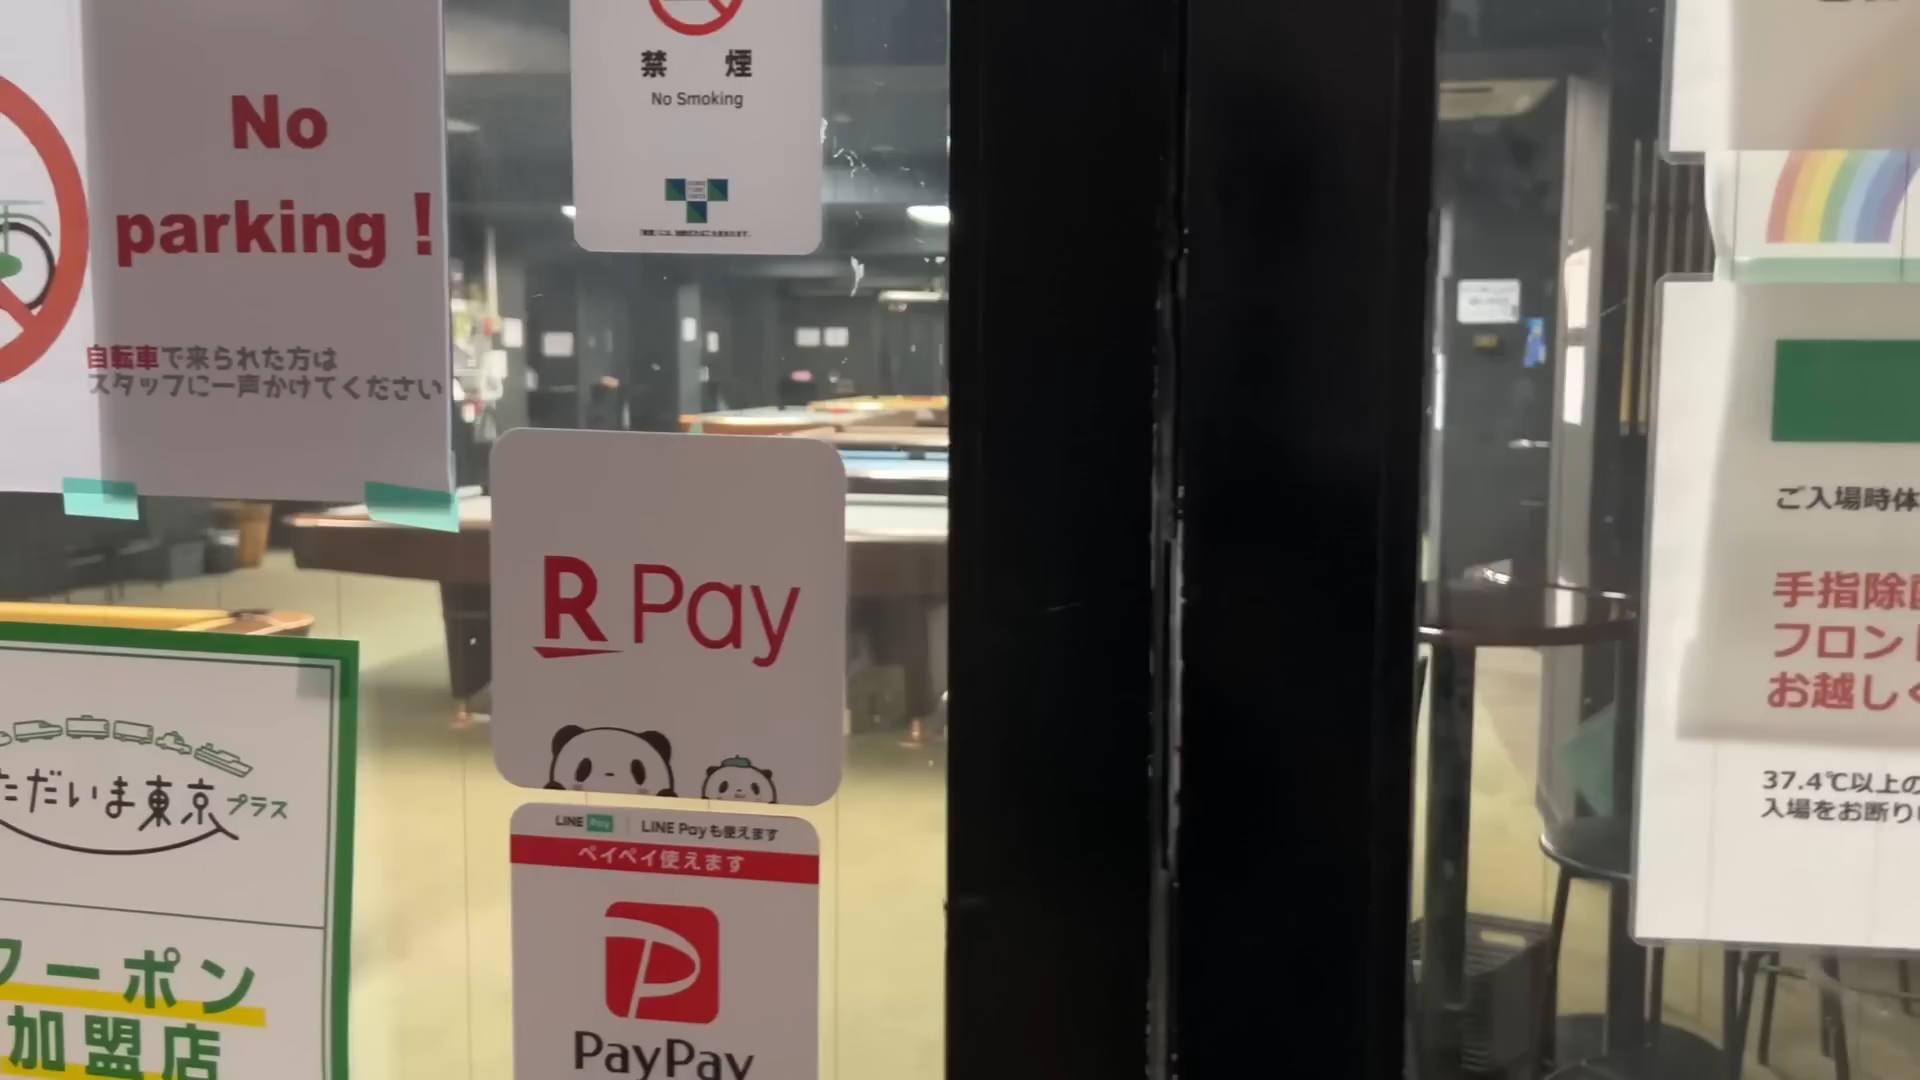 No
parking!
自転車で来られた方は
スタッフに一声かけてください
禁 煙
No Smoking
R Pay
LINE Pay | LINE Payも使えます
ペイペイ使えます
PayPay
ただいま東京プラス
クーポン
加盟店
ご入場時体
手指除菌
フロント
お越しく
37.4℃以上の
入場をお断り